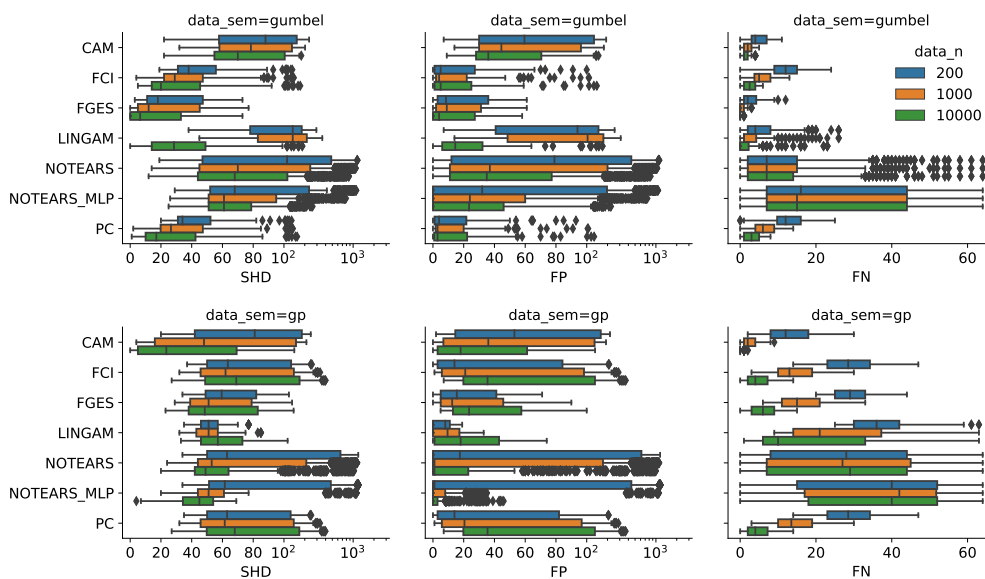 data_sem=gumbel
data_sem=gumbel
data_sem=gumbel
CAM
FCI
FGES
LINGAM
NOTEARS
NOTEARS_MLP
PC
data_n
200
1000
10000
0 20 40 60 80 10² 10³
SHD
0 20 40 60 80 10² 10³
FP
0 20 40 60
FN
data_sem=gp
data_sem=gp
data_sem=gp
CAM
FCI
FGES
LINGAM
NOTEARS
NOTEARS_MLP
PC
0 20 40 60 80 10² 10³
SHD
0 20 40 60 80 10² 10³
FP
0 20 40 60
FN